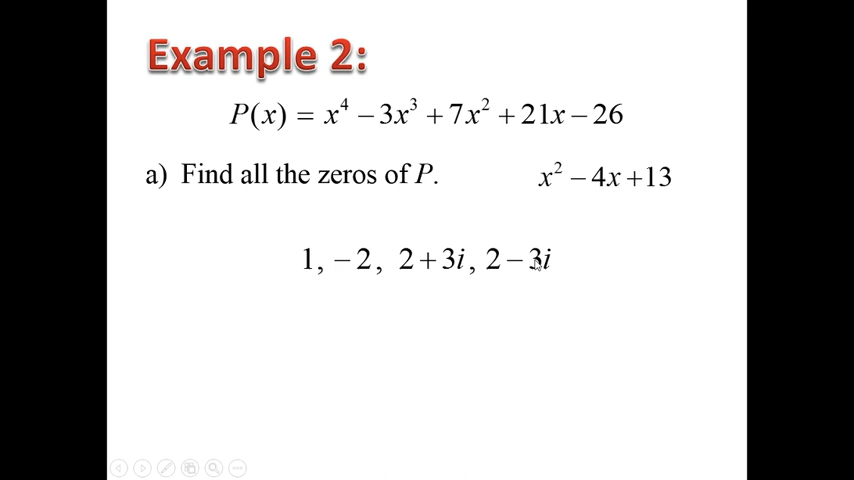 Example 2:
P(x) = x⁴ − 3x³ + 7x² + 21x − 26
a) Find all the zeros of P. x² − 4x + 13
1, −2, 2 + 3i, 2 − 3i